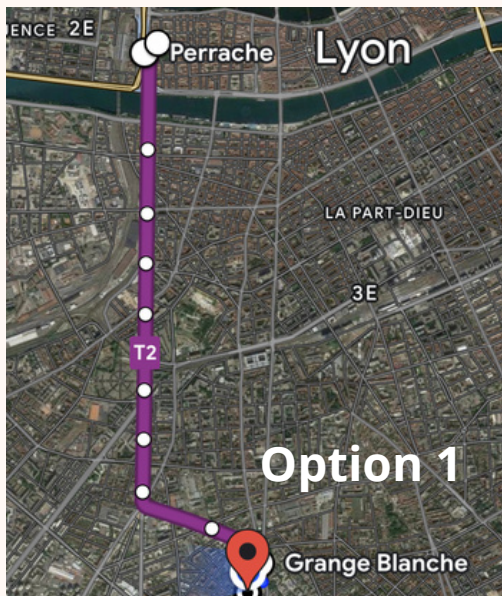 ENCE 2E
Perrache
Lyon
LA PART-DIEU
3E
T2
Option 1
Grange Blanche